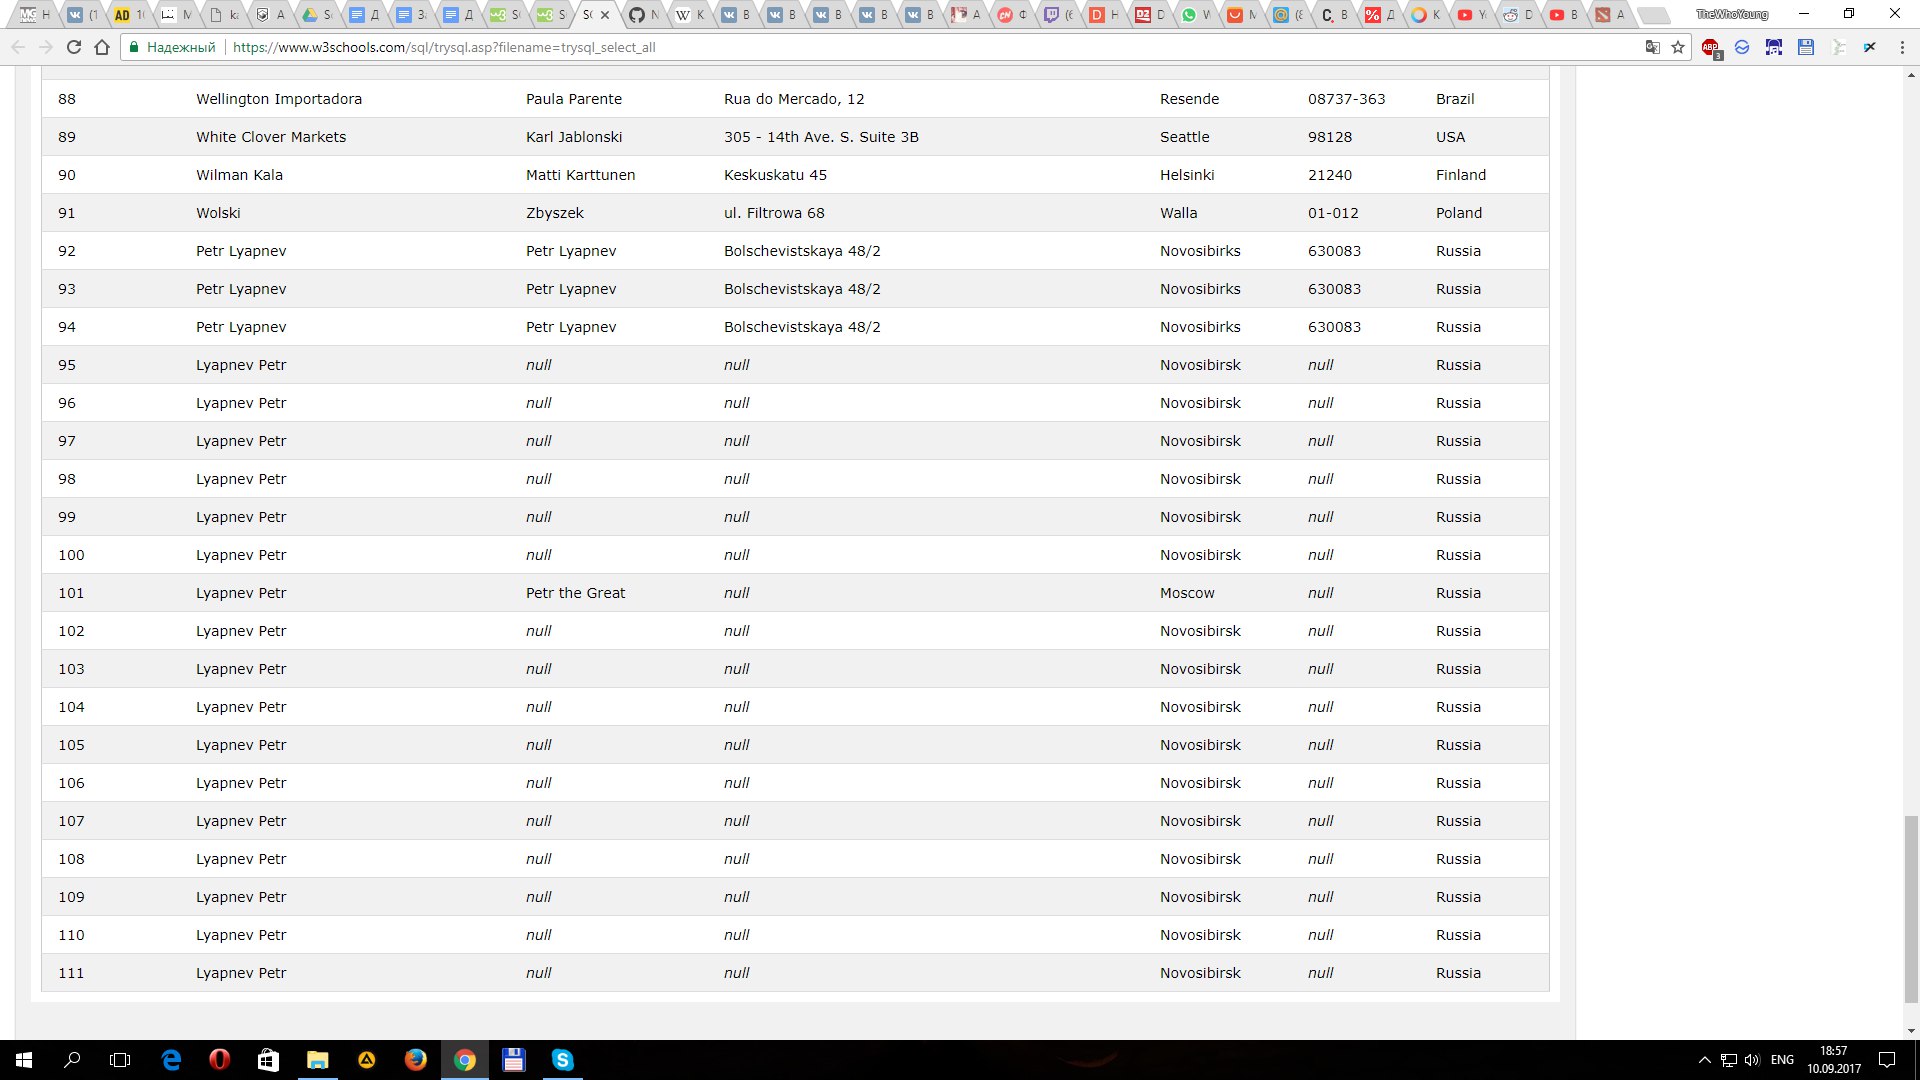 TheWhoYoung
Надежный https://www.w3schools.com/sql/trysql.asp?filename=trysql_select_all
88 Wellington Importadora Paula Parente Rua do Mercado, 12 Resende 08737-363 Brazil
89 White Clover Markets Karl Jablonski 305 - 14th Ave. S. Suite 3B Seattle 98128 USA
90 Wilman Kala Matti Karttunen Keskuskatu 45 Helsinki 21240 Finland
91 Wolski Zbyszek ul. Filtrowa 68 Walla 01-012 Poland
92 Petr Lyapnev Petr Lyapnev Bolschevistskaya 48/2 Novosibirks 630083 Russia
93 Petr Lyapnev Petr Lyapnev Bolschevistskaya 48/2 Novosibirks 630083 Russia
94 Petr Lyapnev Petr Lyapnev Bolschevistskaya 48/2 Novosibirks 630083 Russia
95 Lyapnev Petr null null Novosibirsk null Russia
96 Lyapnev Petr null null Novosibirsk null Russia
97 Lyapnev Petr null null Novosibirsk null Russia
98 Lyapnev Petr null null Novosibirsk null Russia
99 Lyapnev Petr null null Novosibirsk null Russia
100 Lyapnev Petr null null Novosibirsk null Russia
101 Lyapnev Petr Petr the Great null Moscow null Russia
102 Lyapnev Petr null null Novosibirsk null Russia
103 Lyapnev Petr null null Novosibirsk null Russia
104 Lyapnev Petr null null Novosibirsk null Russia
105 Lyapnev Petr null null Novosibirsk null Russia
106 Lyapnev Petr null null Novosibirsk null Russia
107 Lyapnev Petr null null Novosibirsk null Russia
108 Lyapnev Petr null null Novosibirsk null Russia
109 Lyapnev Petr null null Novosibirsk null Russia
110 Lyapnev Petr null null Novosibirsk null Russia
111 Lyapnev Petr null null Novosibirsk null Russia
ENG
18:57
10.09.2017